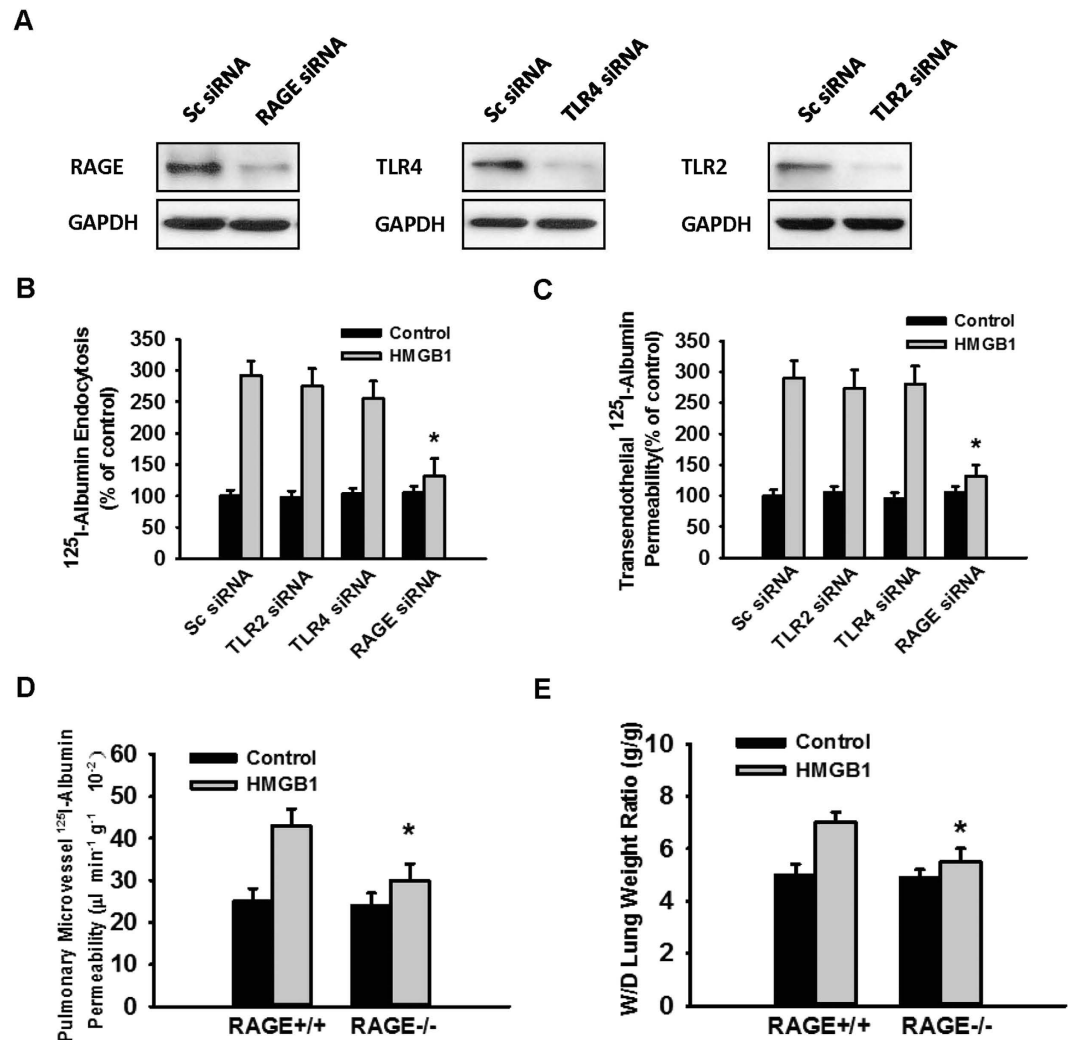 A
Sc siRNA
RAGE siRNA
RAGE
GAPDH
Sc siRNA
TLR4 siRNA
TLR4
GAPDH
Sc siRNA
TLR2 siRNA
TLR2
GAPDH
B
¹²⁵I-Albumin Endocytosis
(% of control)
350
300
250
200
150
100
50
0
Control
HMGB1
*
Sc siRNA
TLR2 siRNA
TLR4 siRNA
RAGE siRNA
C
Transendothelial ¹²⁵I-Albumin
Permeability(% of control)
350
300
250
200
150
100
50
0
Control
HMGB1
*
Sc siRNA
TLR2 siRNA
TLR4 siRNA
RAGE siRNA
D
Pulmonary Microvessel ¹²⁵I-Albumin
Permeability (µl min⁻¹ g⁻¹ 10⁻²)
60
50
40
30
20
10
0
Control
HMGB1
*
RAGE+/+
RAGE-/-
E
W/D Lung Weight Ratio (g/g)
10
8
6
4
2
0
Control
HMGB1
*
RAGE+/+
RAGE-/-